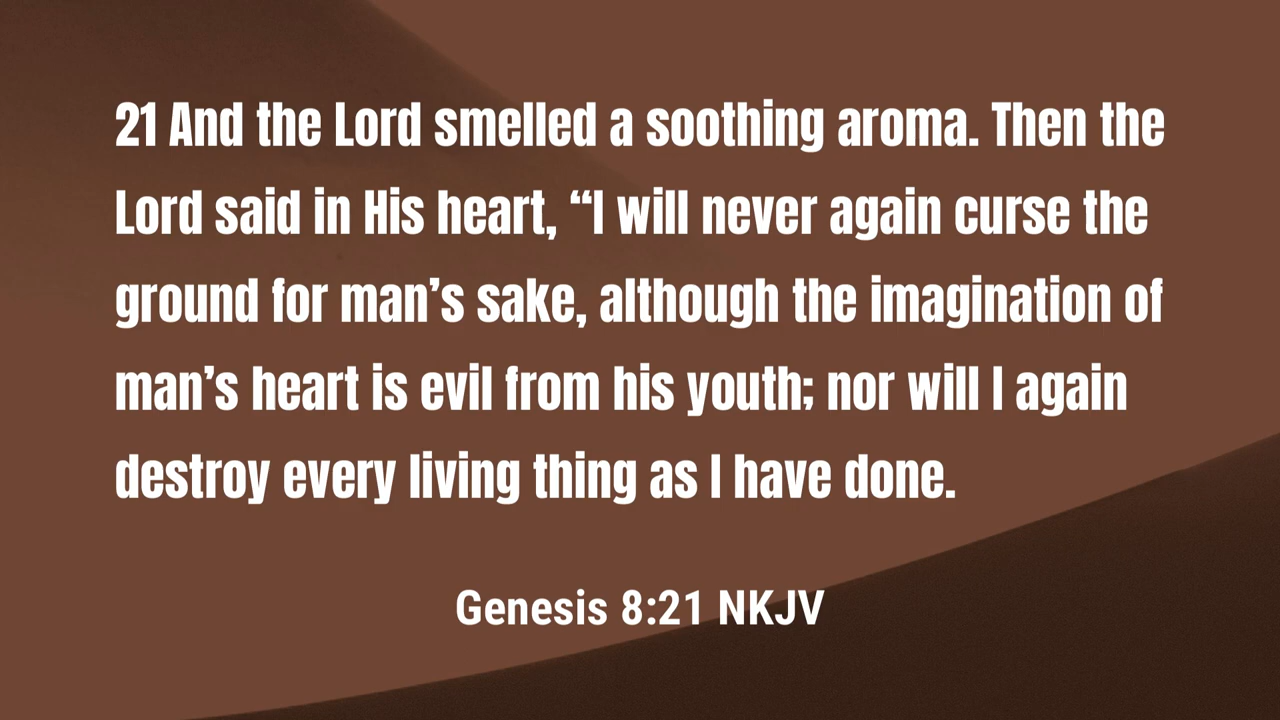 21 And the Lord smelled a soothing aroma. Then the
Lord said in His heart, “I will never again curse the
ground for man’s sake, although the imagination of
man’s heart is evil from his youth; nor will I again
destroy every living thing as I have done.
Genesis 8:21 NKJV